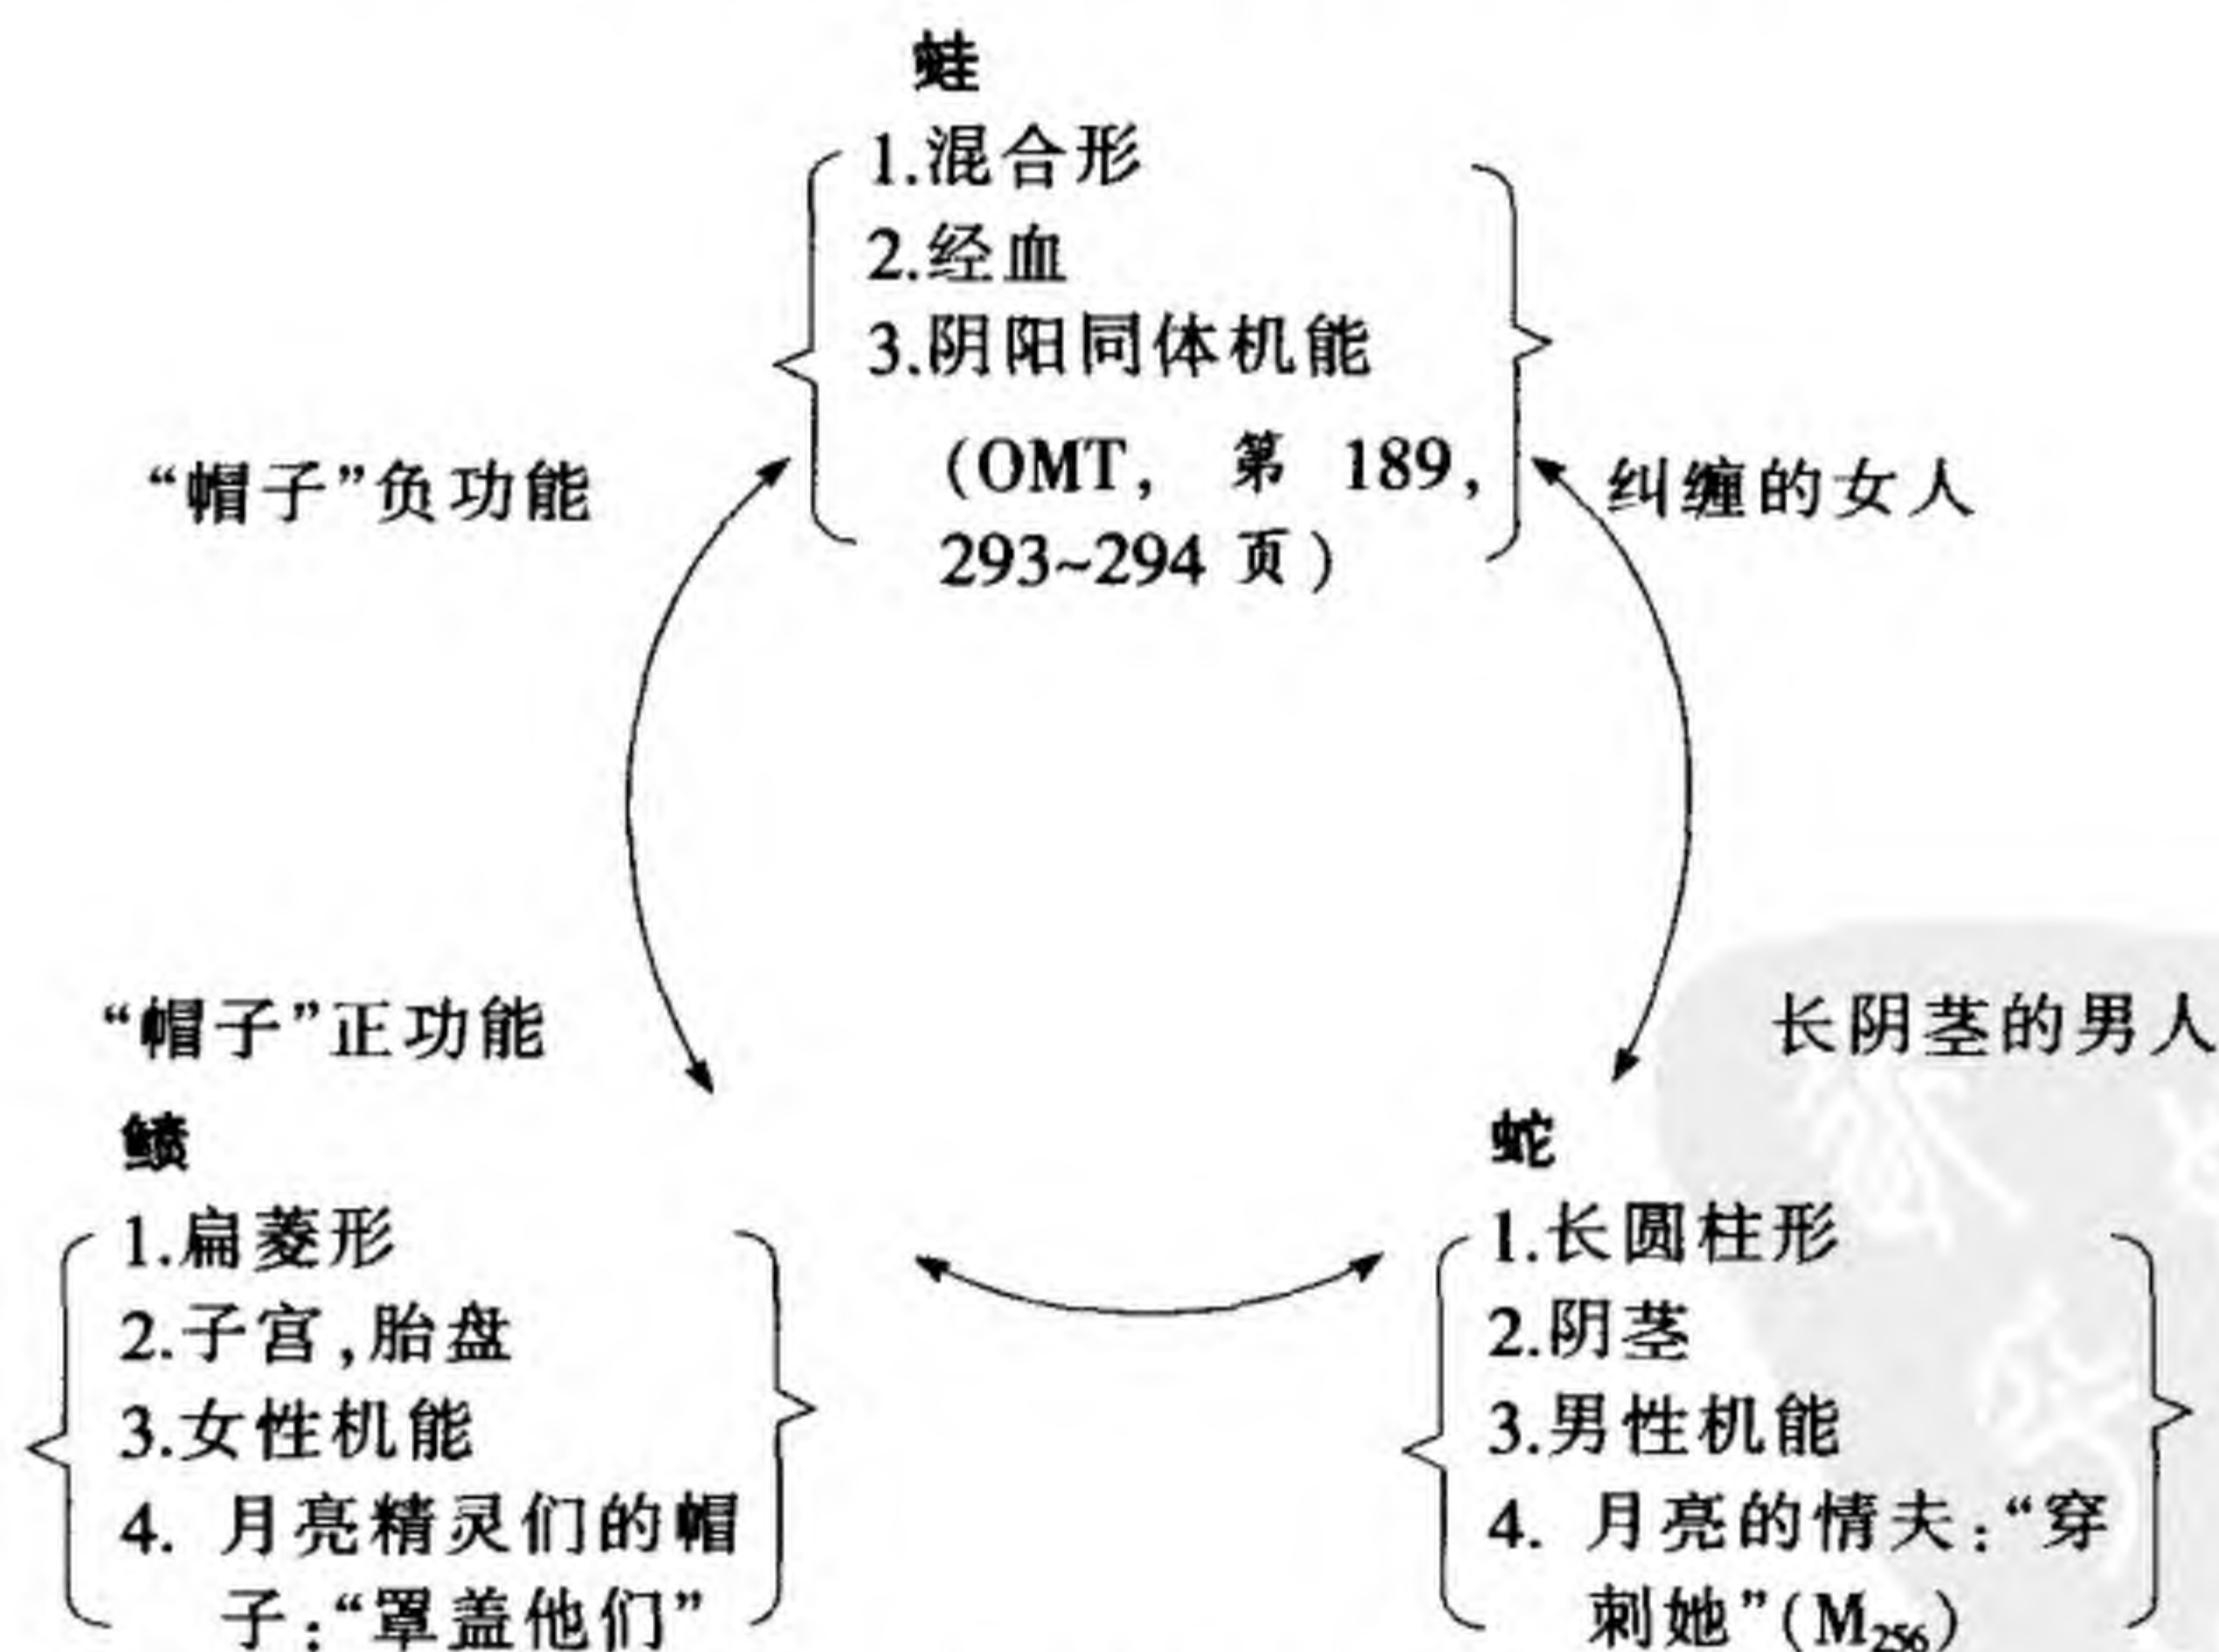 蛙
1.混合形
2.经血
3.阴阳同体机能
(OMT, 第 189,
293~294 页)
“帽子”负功能
纠缠的女人
“帽子”正功能
长阴茎的男人
鲼
1.扁菱形
2.子宫,胎盘
3.女性机能
4. 月亮精灵们的帽
子:“罩盖他们”
蛇
1.长圆柱形
2.阴茎
3.男性机能
4. 月亮的情夫:“穿
刺她”(M256)